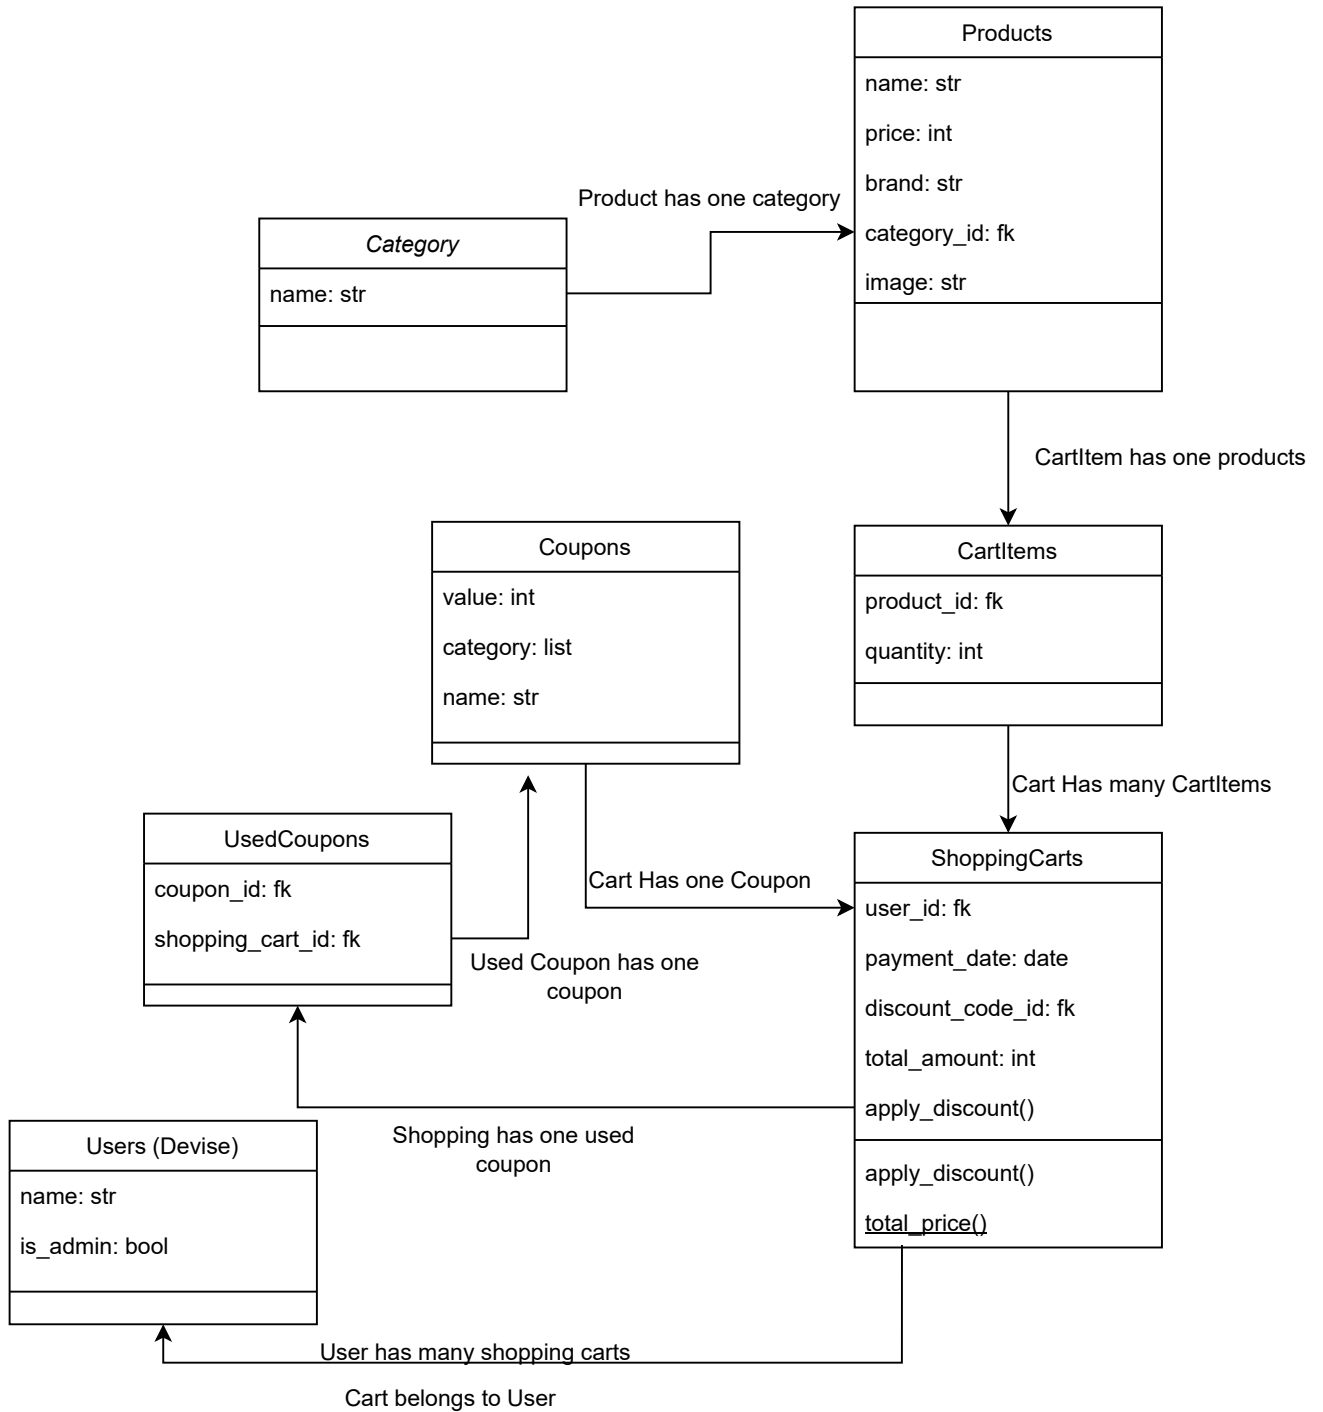 Products
name: str
price: int
brand: str
category_id: fk
image: str
Product has one category
Category
name: str
CartItem has one products
Coupons
value: int
category: list
name: str
CartItems
product_id: fk
quantity: int
Cart Has many CartItems
UsedCoupons
coupon_id: fk
shopping_cart_id: fk
Cart Has one Coupon
Used Coupon has one
coupon
ShoppingCarts
user_id: fk
payment_date: date
discount_code_id: fk
total_amount: int
apply_discount()
apply_discount()
total_price()
Shopping has one used
coupon
Users (Devise)
name: str
is_admin: bool
User has many shopping carts
Cart belongs to User